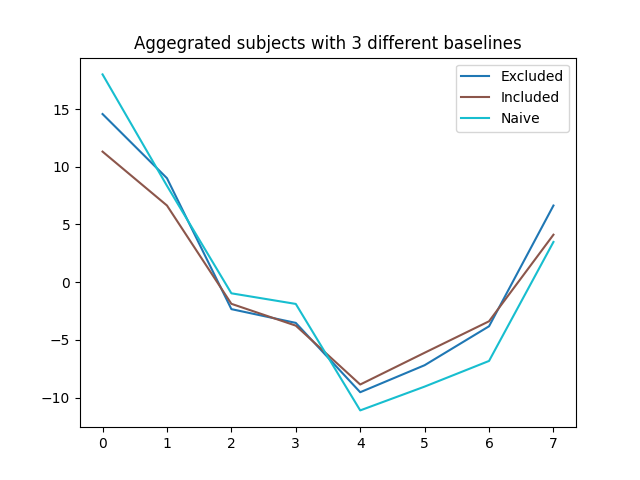 Aggegrated subjects with 3 different baselines
Excluded
Included
Naive
15
10
5
0
−5
−10
0 1 2 3 4 5 6 7